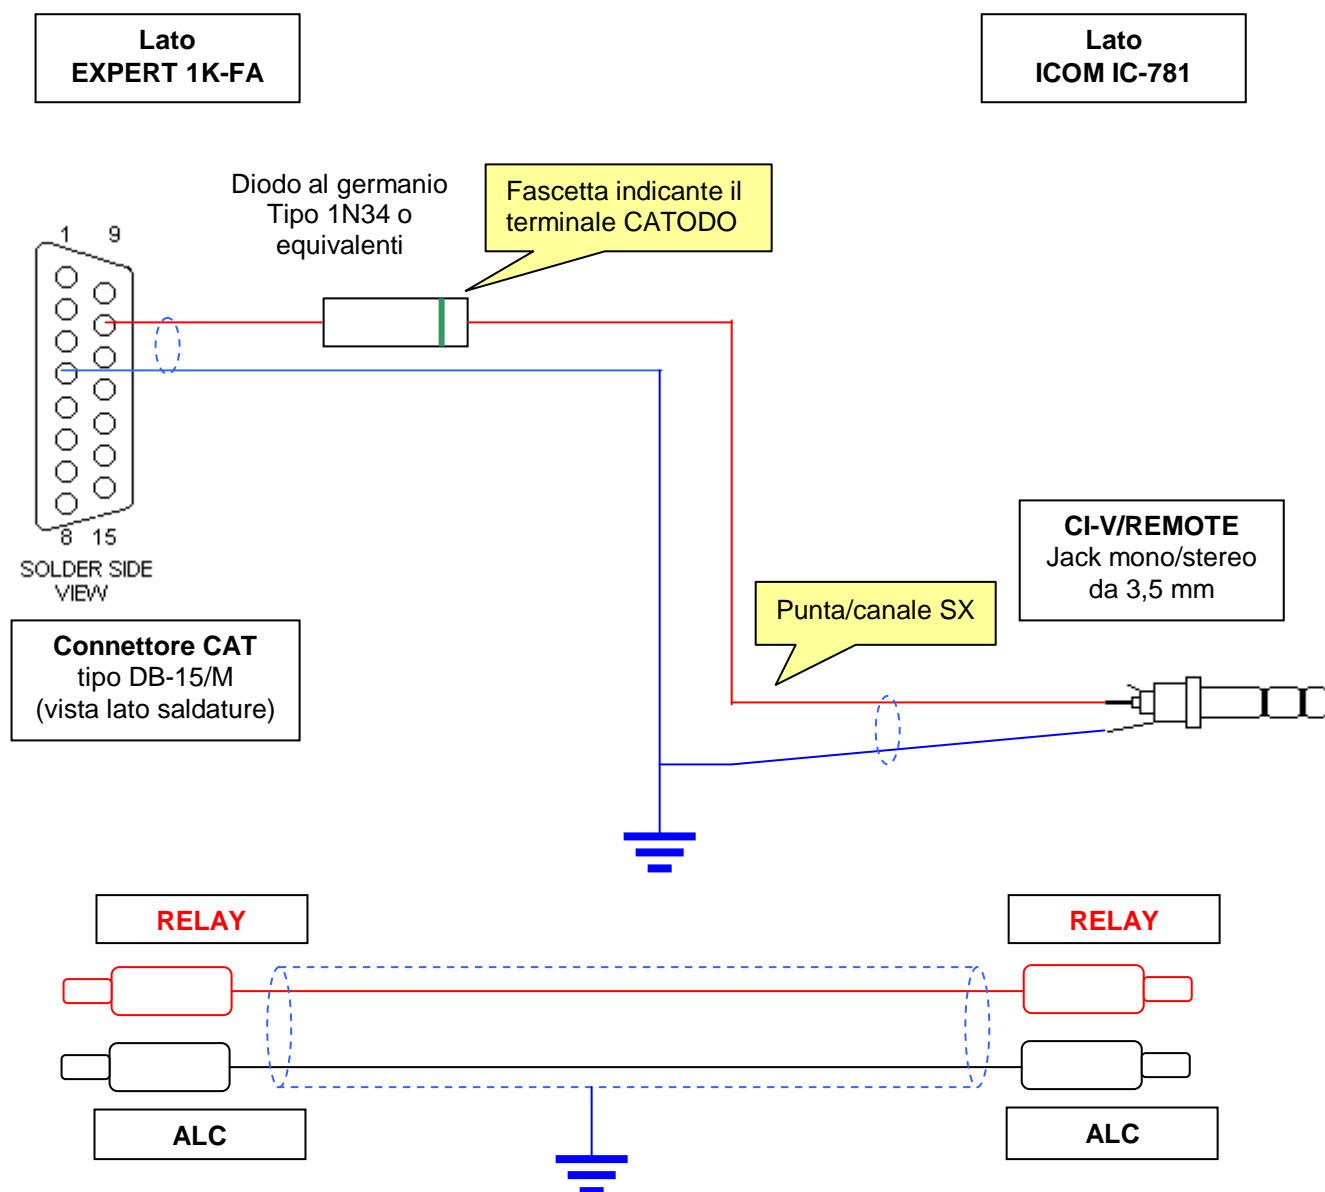 Lato
EXPERT 1K-FA
Lato
ICOM IC-781
Diodo al germanio
Tipo 1N34 o
equivalenti
Fascetta indicante il
terminale CATODO
1 9
8 15
SOLDER SIDE
VIEW
Connettore CAT
tipo DB-15/M
(vista lato saldature)
CI-V/REMOTE
Jack mono/stereo
da 3,5 mm
Punta/canale SX
RELAY
RELAY
ALC
ALC